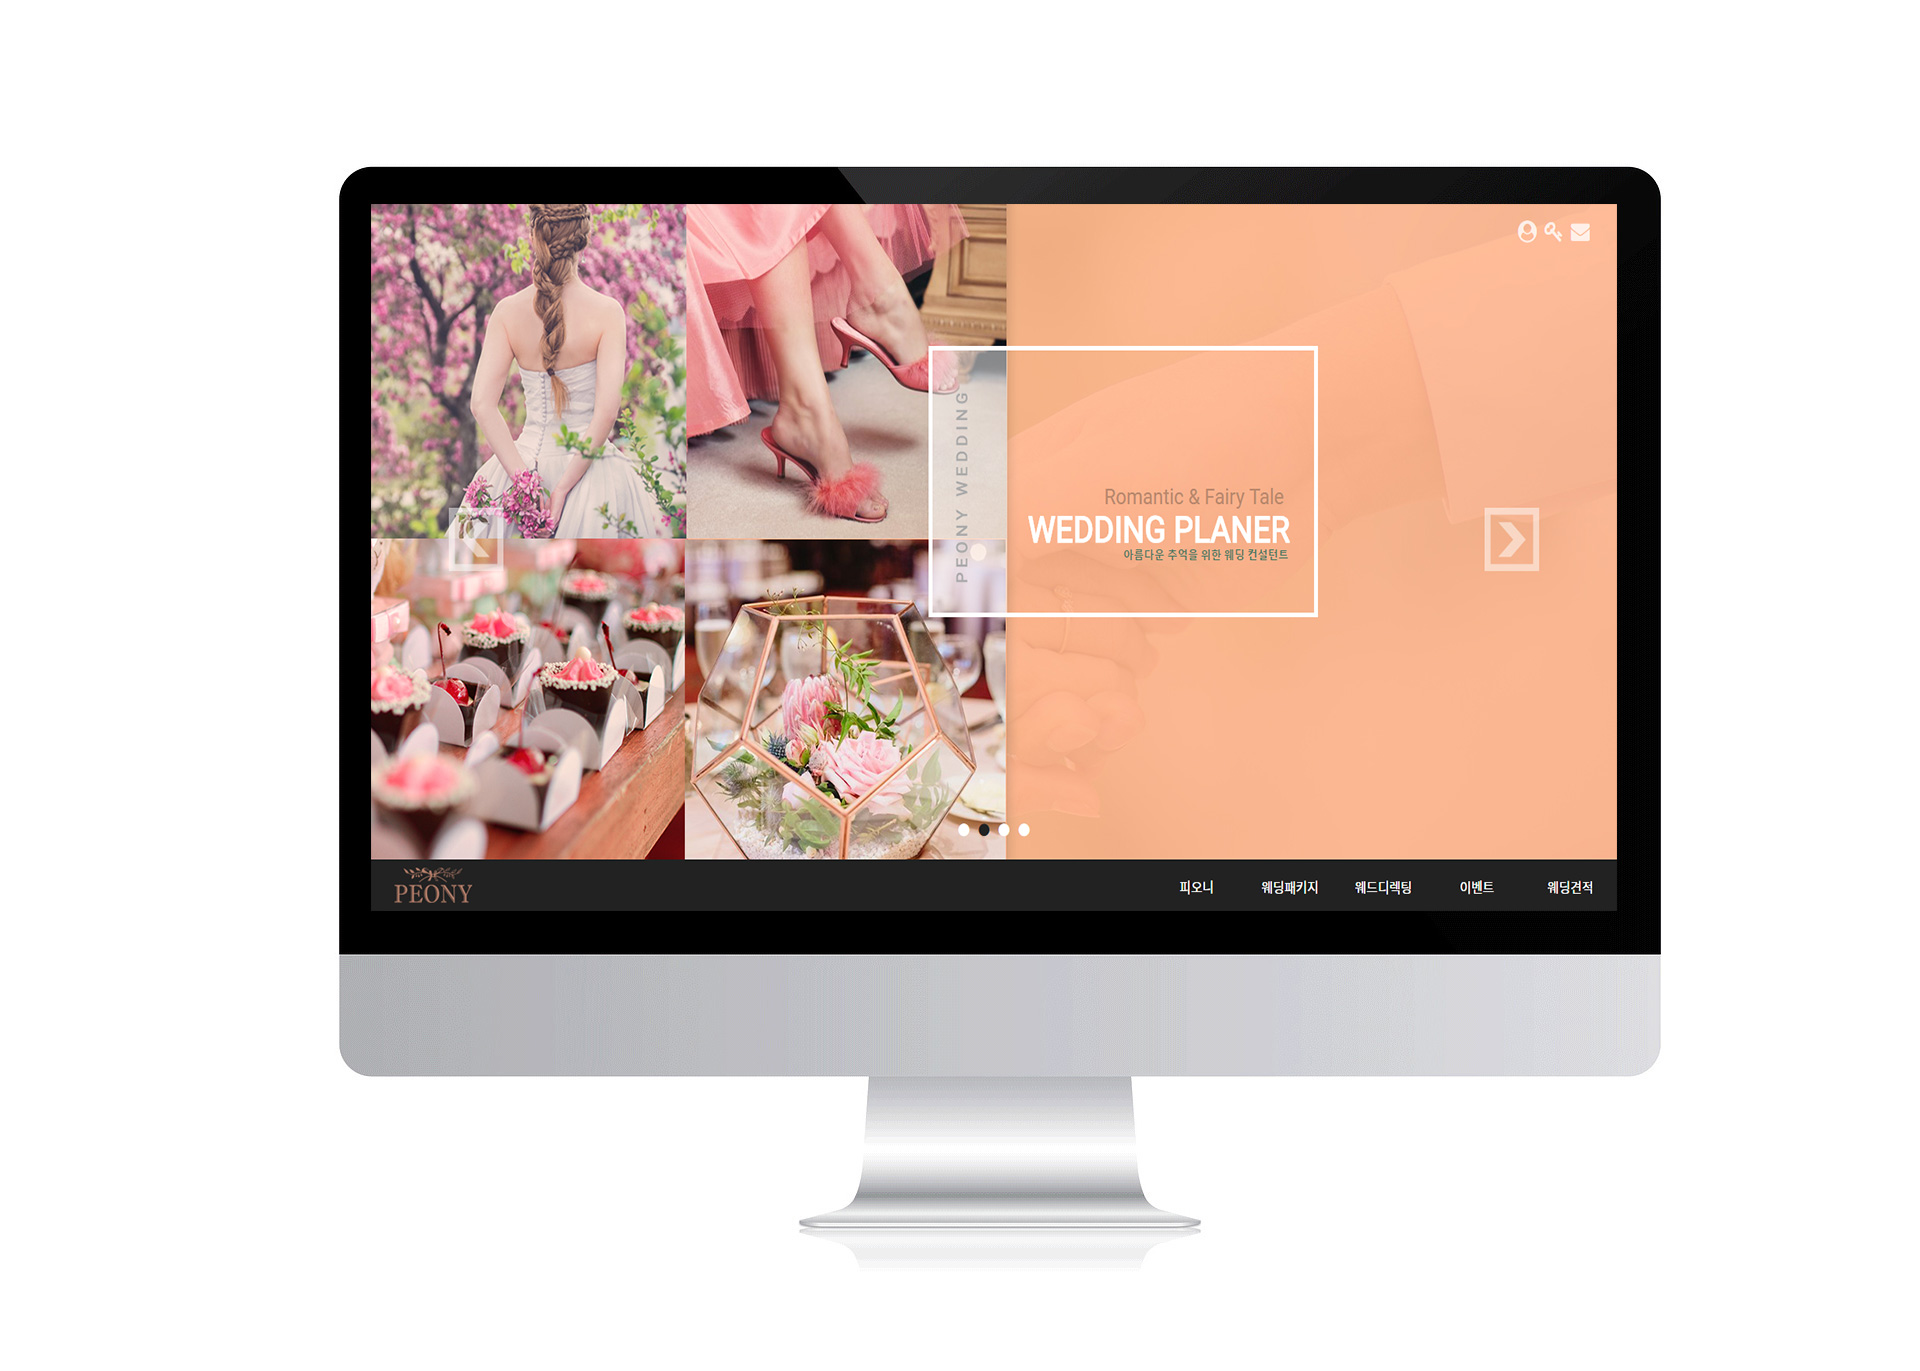 PEONY WEDDING
Romantic & Fairy Tale
WEDDING PLANER
아름다운 추억을 위한 웨딩 컨설턴트
PEONY
피오니 웨딩패키지 웨드디렉팅 이벤트 웨딩견적